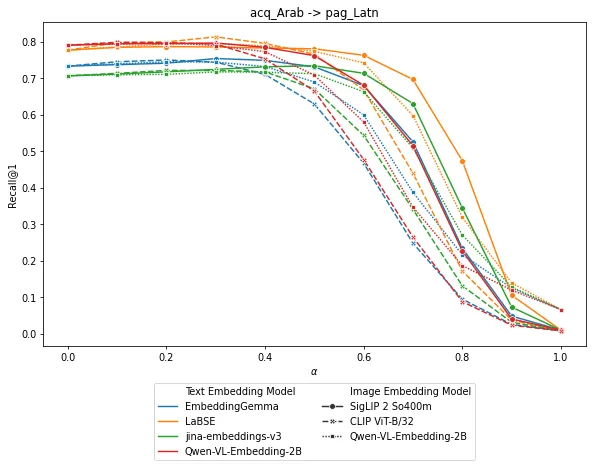 acq_Arab -> pag_Latn
Recall@1
0.8
0.7
0.6
0.5
0.4
0.3
0.2
0.1
0.0
0.0 0.2 0.4 0.6 0.8 1.0
α
Text Embedding Model Image Embedding Model
EmbeddingGemma SigLIP 2 So400m
LaBSE CLIP ViT-B/32
jina-embeddings-v3 Qwen-VL-Embedding-2B
Qwen-VL-Embedding-2B